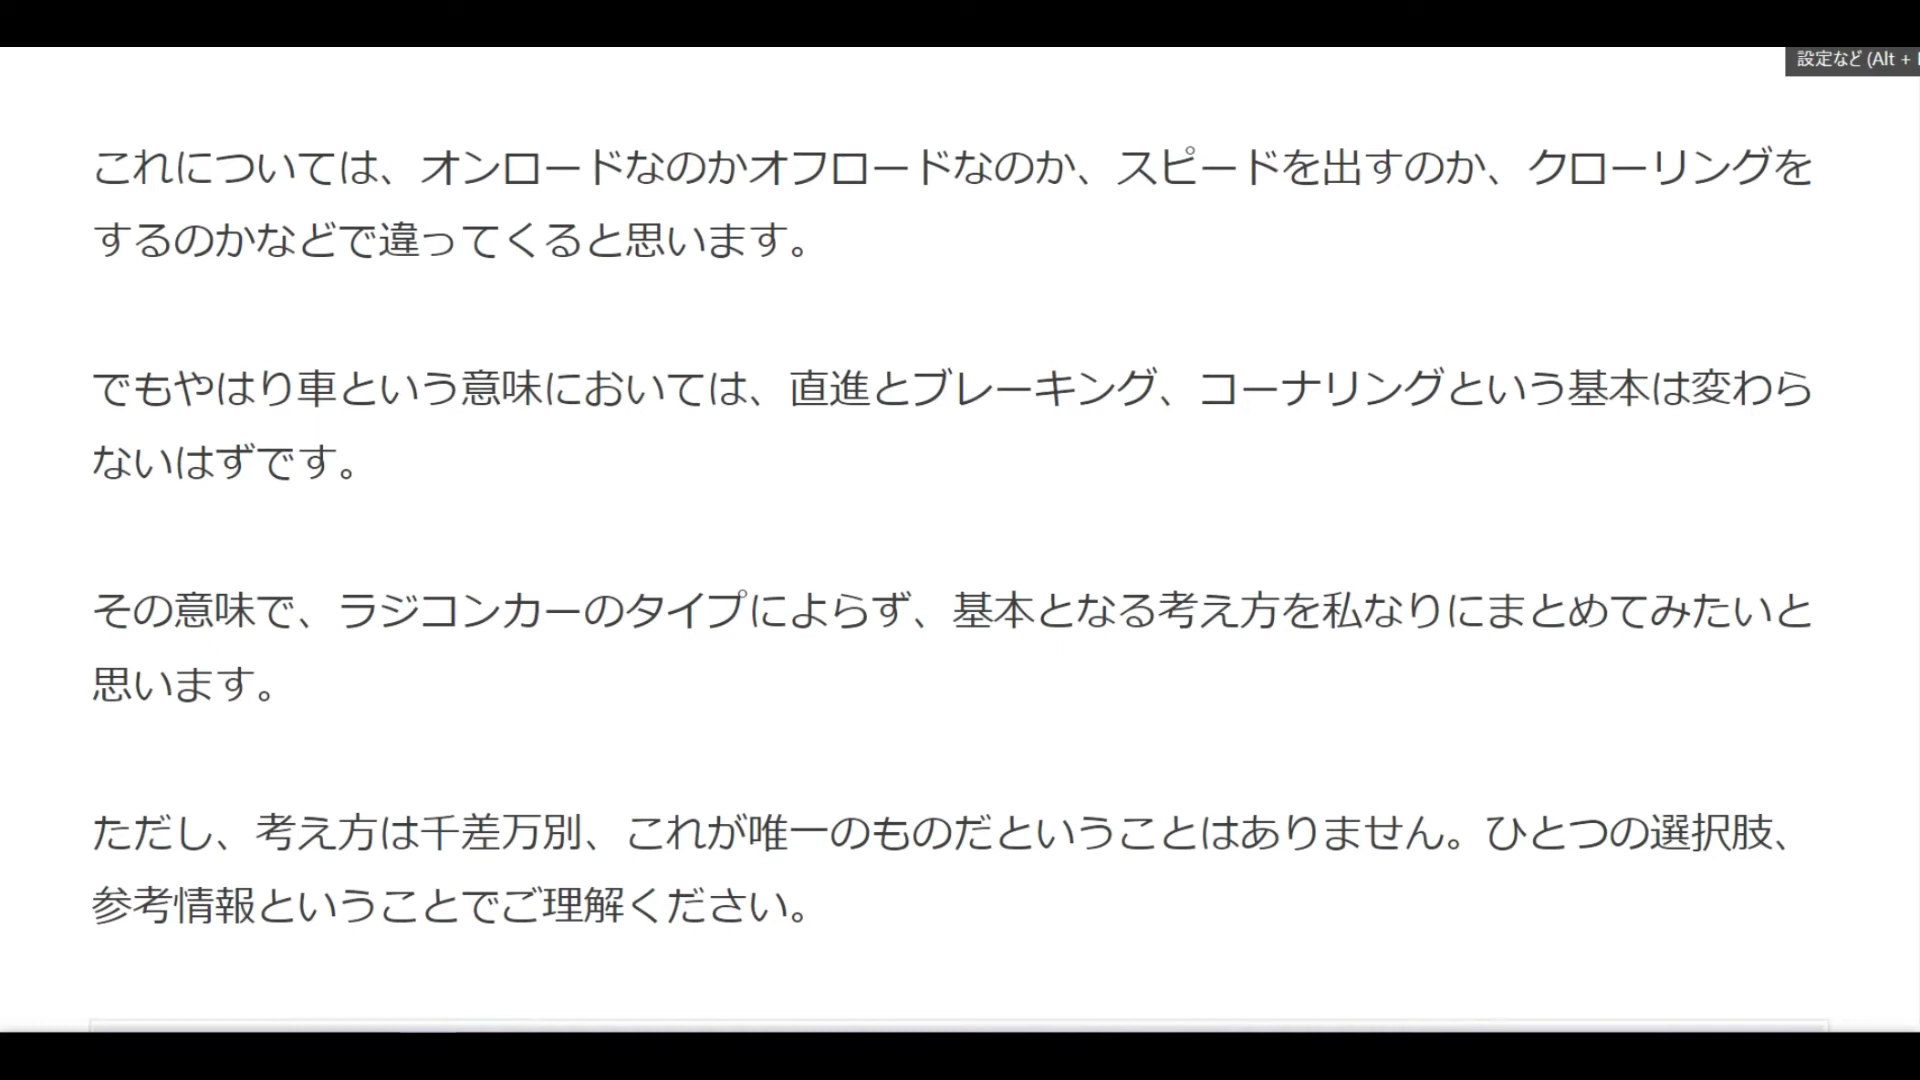 設定など (Alt +
これについては、オンロードなのかオフロードなのか、スピードを出すのか、クローリングを
するのかなどで違ってくると思います。
でもやはり車という意味においては、直進とブレーキング、コーナリングという基本は変わら
ないはずです。
その意味で、ラジコンカーのタイプによらず、基本となる考え方を私なりにまとめてみたいと
思います。
ただし、考え方は千差万別、これが唯一のものだということはありません。ひとつの選択肢、
参考情報ということでご理解ください。